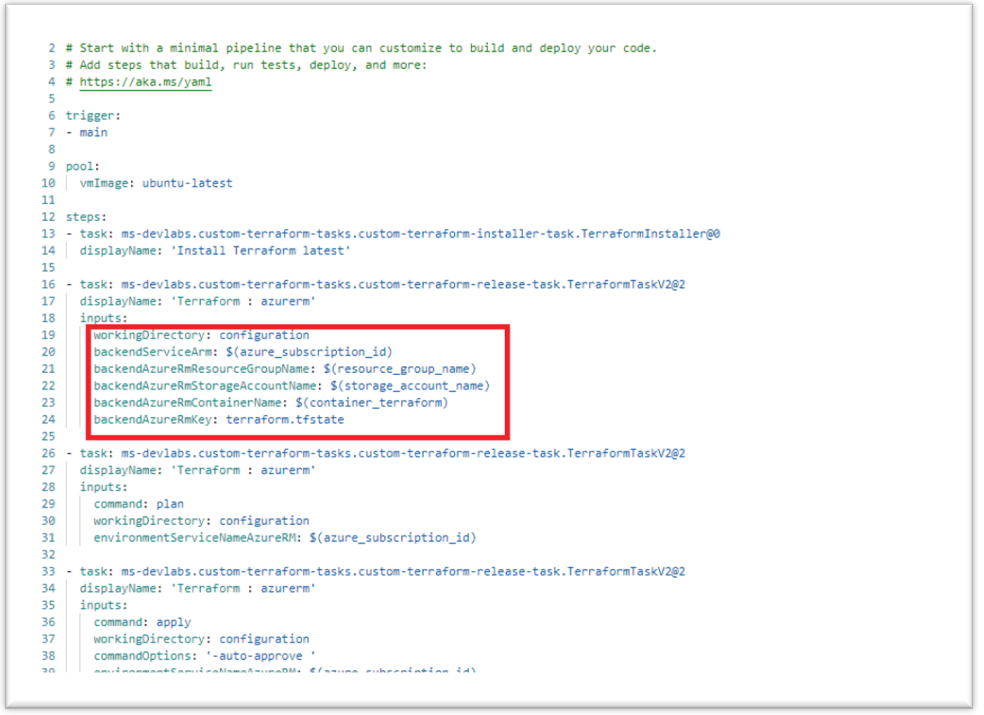 2 # Start with a minimal pipeline that you can customize to build and deploy your code.
3 # Add steps that build, run tests, deploy, and more:
4 # https://aka.ms/yaml
5
6 trigger:
7 - main
8
9 pool:
10 vmImage: ubuntu-latest
11
12 steps:
13 - task: ms-devlabs.custom-terraform-tasks.custom-terraform-installer-task.TerraformInstaller@0
14 displayName: 'Install Terraform latest'
15
16 - task: ms-devlabs.custom-terraform-tasks.custom-terraform-release-task.TerraformTaskV2@2
17 displayName: 'Terraform : azurerm'
18 inputs:
19 workingDirectory: configuration
20 backendServiceArm: $(azure_subscription_id)
21 backendAzureRmResourceGroupName: $(resource_group_name)
22 backendAzureRmStorageAccountName: $(storage_account_name)
23 backendAzureRmContainerName: $(container_terraform)
24 backendAzureRmKey: terraform.tfstate
25
26 - task: ms-devlabs.custom-terraform-tasks.custom-terraform-release-task.TerraformTaskV2@2
27 displayName: 'Terraform : azurerm'
28 inputs:
29 command: plan
30 workingDirectory: configuration
31 environmentServiceNameAzureRM: $(azure_subscription_id)
32
33 - task: ms-devlabs.custom-terraform-tasks.custom-terraform-release-task.TerraformTaskV2@2
34 displayName: 'Terraform : azurerm'
35 inputs:
36 command: apply
37 workingDirectory: configuration
38 commandOptions: '-auto-approve '
39 environmentServiceNameAzureRM: $(azure_subscription_id)